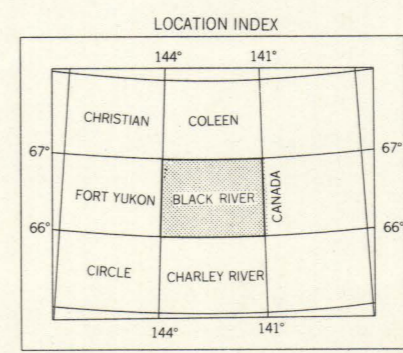 LOCATION INDEX
144° 141°
CHRISTIAN COLEEN
67° 67°
FORT YUKON BLACK RIVER CANADA
66° 66°
CIRCLE CHARLEY RIVER
144° 141°